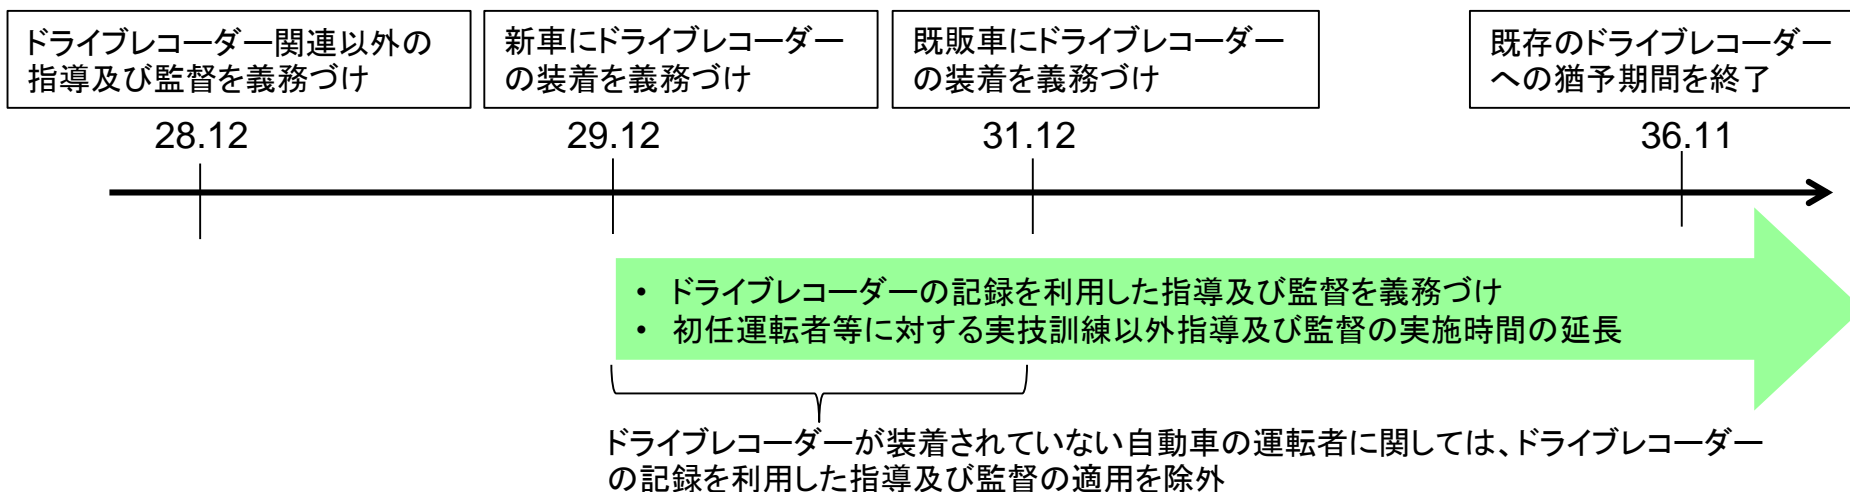 ドライブレコーダー関連以外の
指導及び監督を義務づけ
新車にドライブレコーダー
の装着を義務づけ
既販車にドライブレコーダー
の装着を義務づけ
既存のドライブレコーダー
への猶予期間を終了
28.12
29.12
31.12
36.11
• ドライブレコーダーの記録を利用した指導及び監督を義務づけ
• 初任運転者等に対する実技訓練以外指導及び監督の実施時間の延長
ドライブレコーダーが装着されていない自動車の運転者に関しては、ドライブレコーダー
の記録を利用した指導及び監督の適用を除外